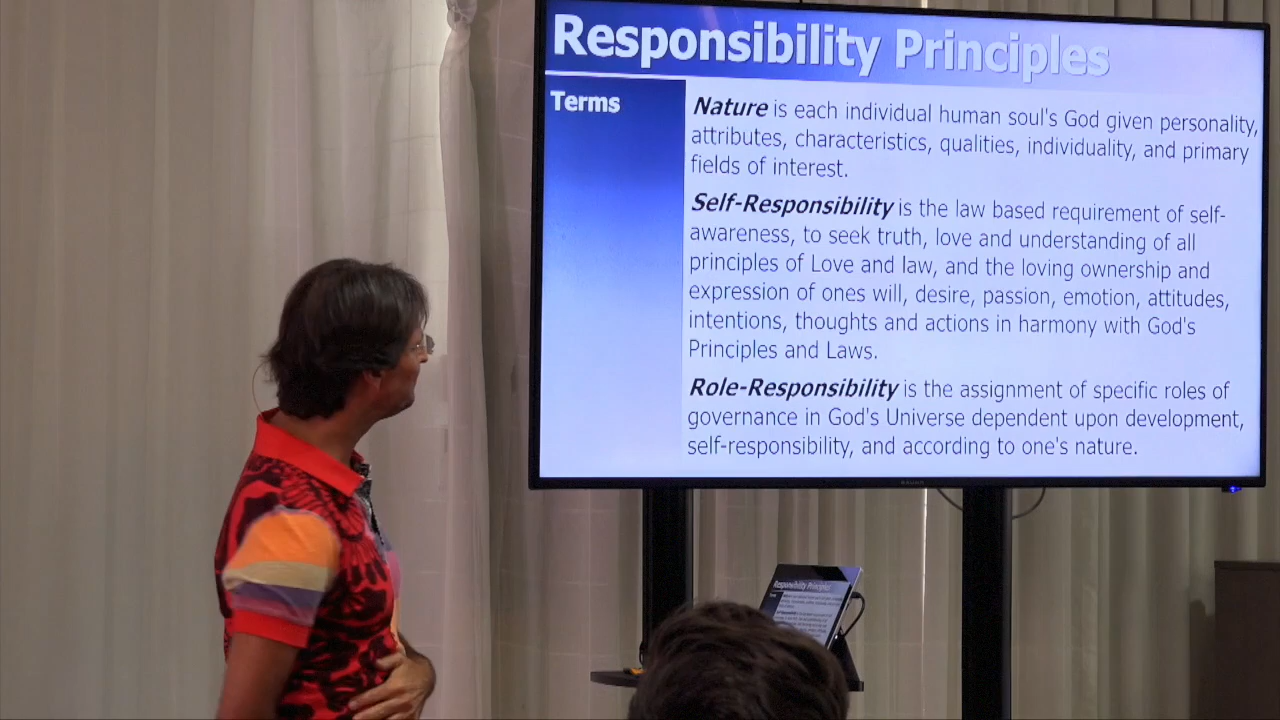 Responsibility Principles
Terms
Nature is each individual human soul's God given personality,
attributes, characteristics, qualities, individuality, and primary
fields of interest.
Self-Responsibility is the law based requirement of self-
awareness, to seek truth, love and understanding of all
principles of Love and law, and the loving ownership and
expression of ones will, desire, passion, emotion, attitudes,
intentions, thoughts and actions in harmony with God's
Principles and Laws.
Role-Responsibility is the assignment of specific roles of
governance in God's Universe dependent upon development,
self-responsibility, and according to one's nature.
Responsibility Principles